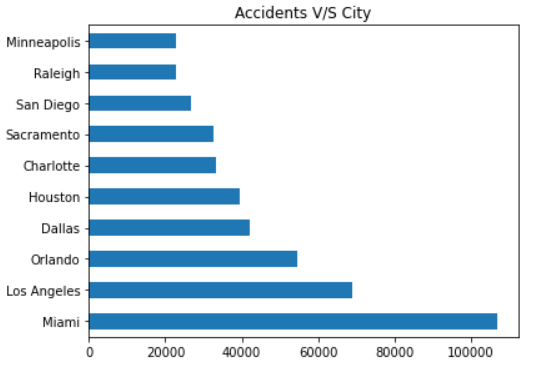 Accidents V/S City
Minneapolis
Raleigh
San Diego
Sacramento
Charlotte
Houston
Dallas
Orlando
Los Angeles
Miami
0 20000 40000 60000 80000 100000